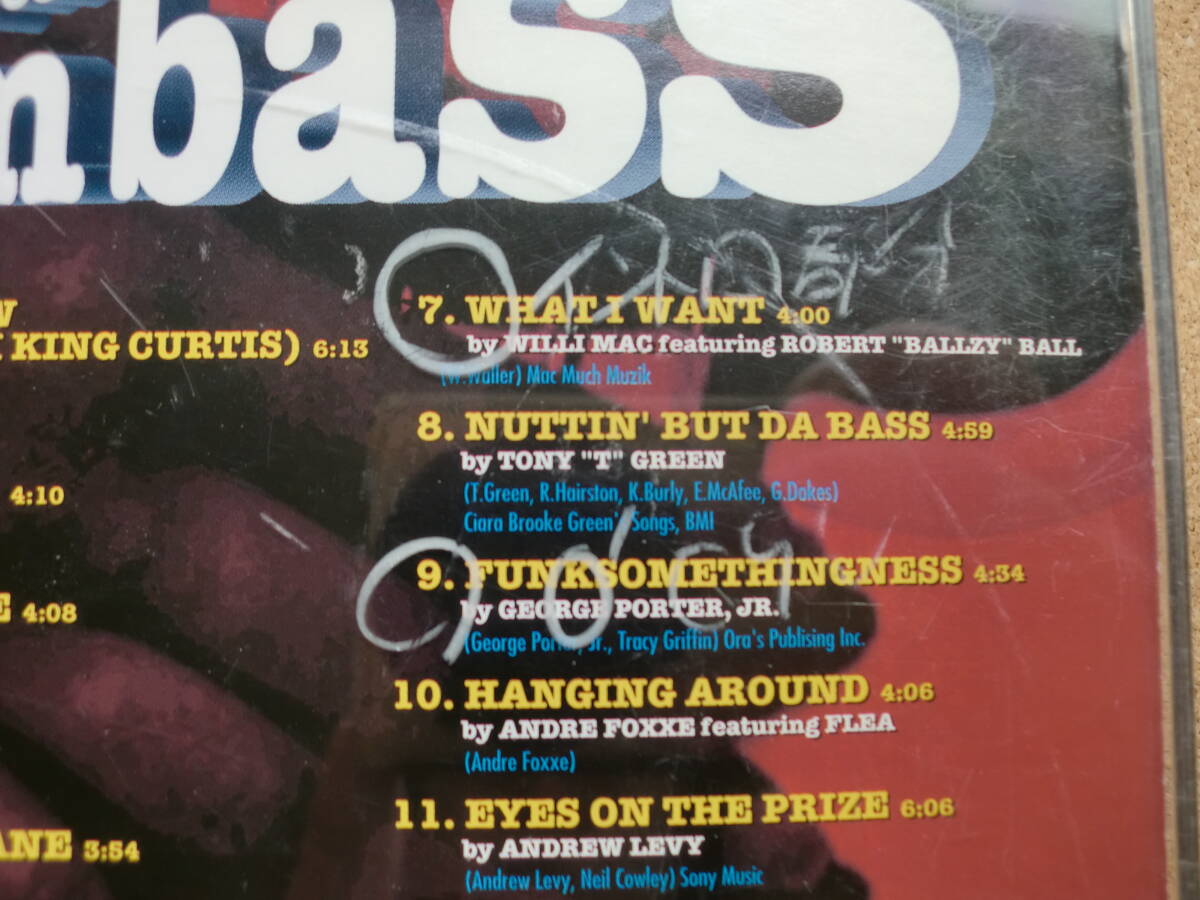 n bass
W
KING CURTIS) 6:13
4:10
E 4:08
ANE 3:54
7. WHAT I WANT 4:00
by WILLI MAC featuring ROBERT "BALLZY" BALL
(W.Waller) Mac Much Muzik
8. NUTTIN' BUT DA BASS 4:59
by TONY "T" GREEN
(T.Green, R.Hairston, K.Burly, E.McAfee, G.Dakes)
Ciara Brooke Green's Songs, BMI
9. FUNKSOMETHINGNESS 4:34
by GEORGE PORTER, JR.
(George Porter, Jr., Tracy Griffin) Ora's Publising Inc.
10. HANGING AROUND 4:06
by ANDRE FOXXE featuring FLEA
(Andre Foxxe)
11. EYES ON THE PRIZE 6:06
by ANDREW LEVY
(Andrew Levy, Neil Cowley) Sony Music